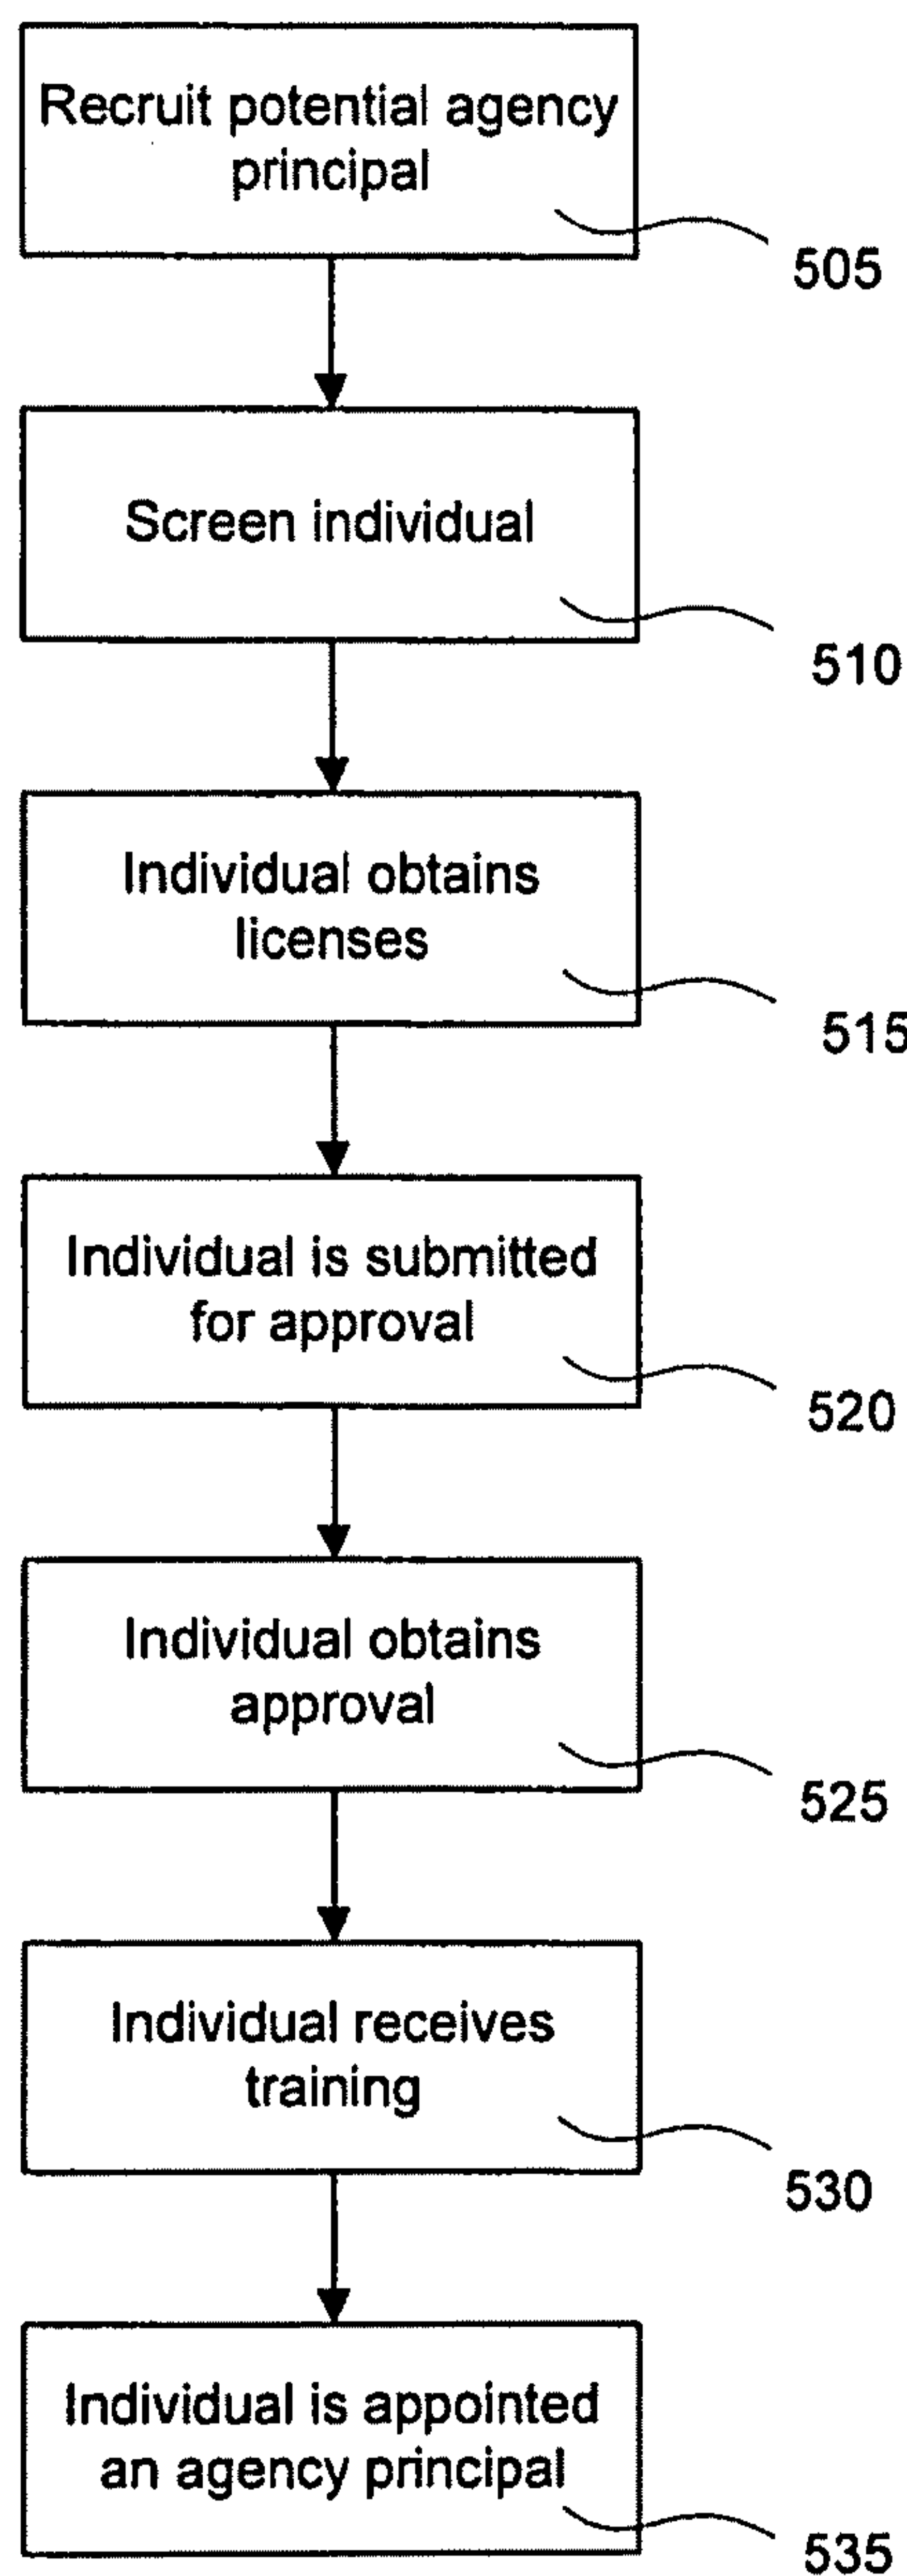 Recruit potential agency
principal
505
Screen individual
510
Individual obtains
licenses
515
Individual is submitted
for approval
520
Individual obtains
approval
525
Individual receives
training
530
Individual is appointed
an agency principal
535